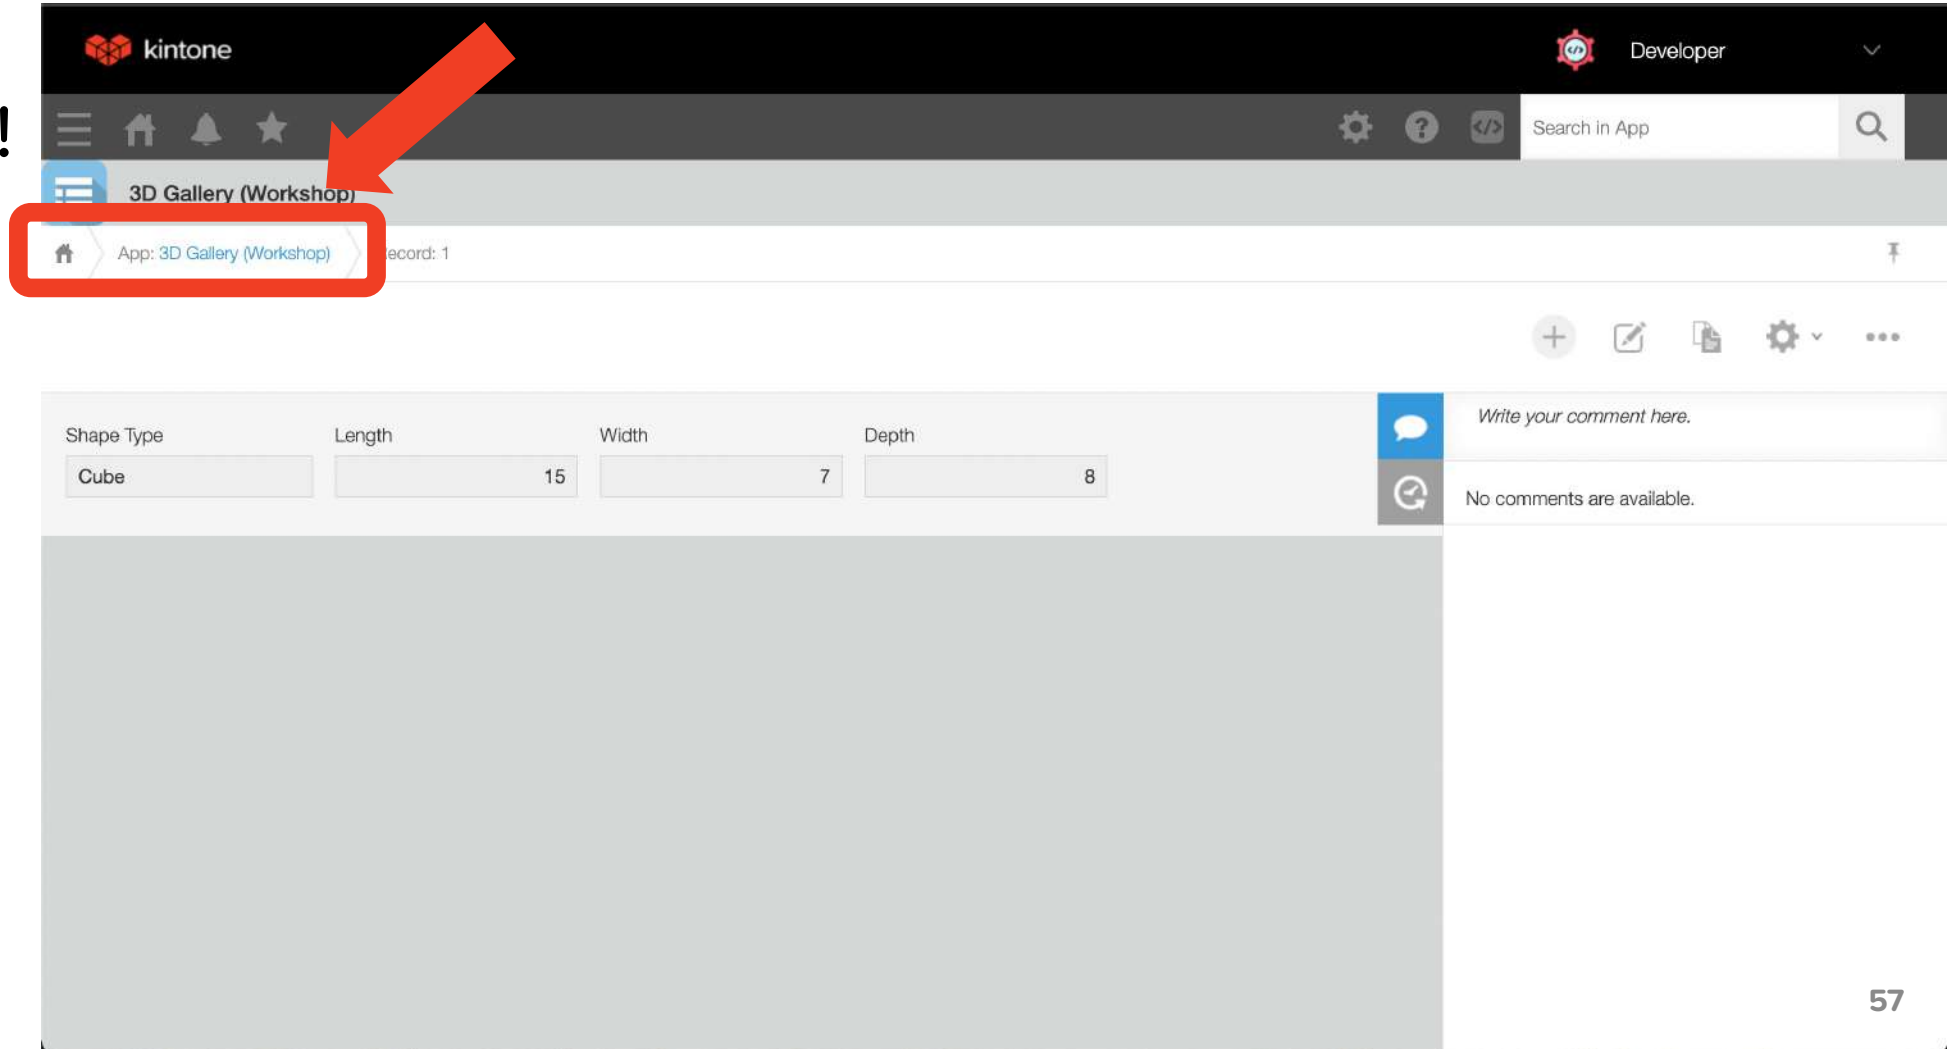 kintone
Developer
!
Search in App
3D Gallery (Workshop)
App: 3D Gallery (Workshop)
ecord: 1
Shape Type
Length
Width
Depth
Cube
15
7
8
Write your comment here.
No comments are available.
57